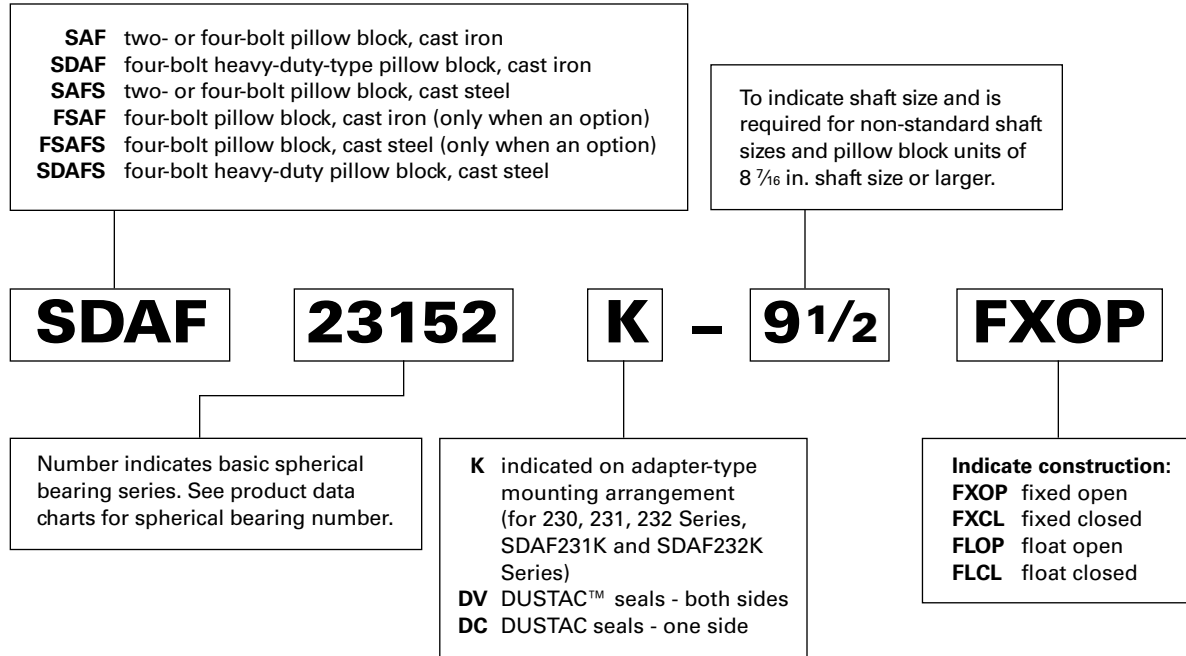 SAF two- or four-bolt pillow block, cast iron
SDAF four-bolt heavy-duty-type pillow block, cast iron
SAFS two- or four-bolt pillow block, cast steel
FSAF four-bolt pillow block, cast iron (only when an option)
FSAFS four-bolt pillow block, cast steel (only when an option)
SDAFS four-bolt heavy-duty pillow block, cast steel
To indicate shaft size and is
required for non-standard shaft
sizes and pillow block units of
8 7/16 in. shaft size or larger.
SDAF 23152 K – 9 1/2 FXOP
Number indicates basic spherical
bearing series. See product data
charts for spherical bearing number.
K indicated on adapter-type
mounting arrangement
(for 230, 231, 232 Series,
SDAF231K and SDAF232K
Series)
DV DUSTAC™ seals - both sides
DC DUSTAC seals - one side
Indicate construction:
FXOP fixed open
FXCL fixed closed
FLOP float open
FLCL float closed